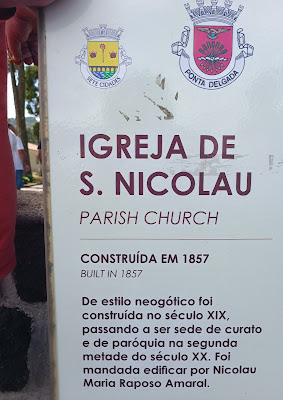 SETE CIDADES
PONTA DELGADA
IGREJA DE
S. NICOLAU
PARISH CHURCH
CONSTRUÍDA EM 1857
BUILT IN 1857
De estilo neogótico foi
construída no século XIX,
passando a ser sede de curato
e de paróquia na segunda
metade do século XX. Foi
mandada edificar por Nicolau
Maria Raposo Amaral.